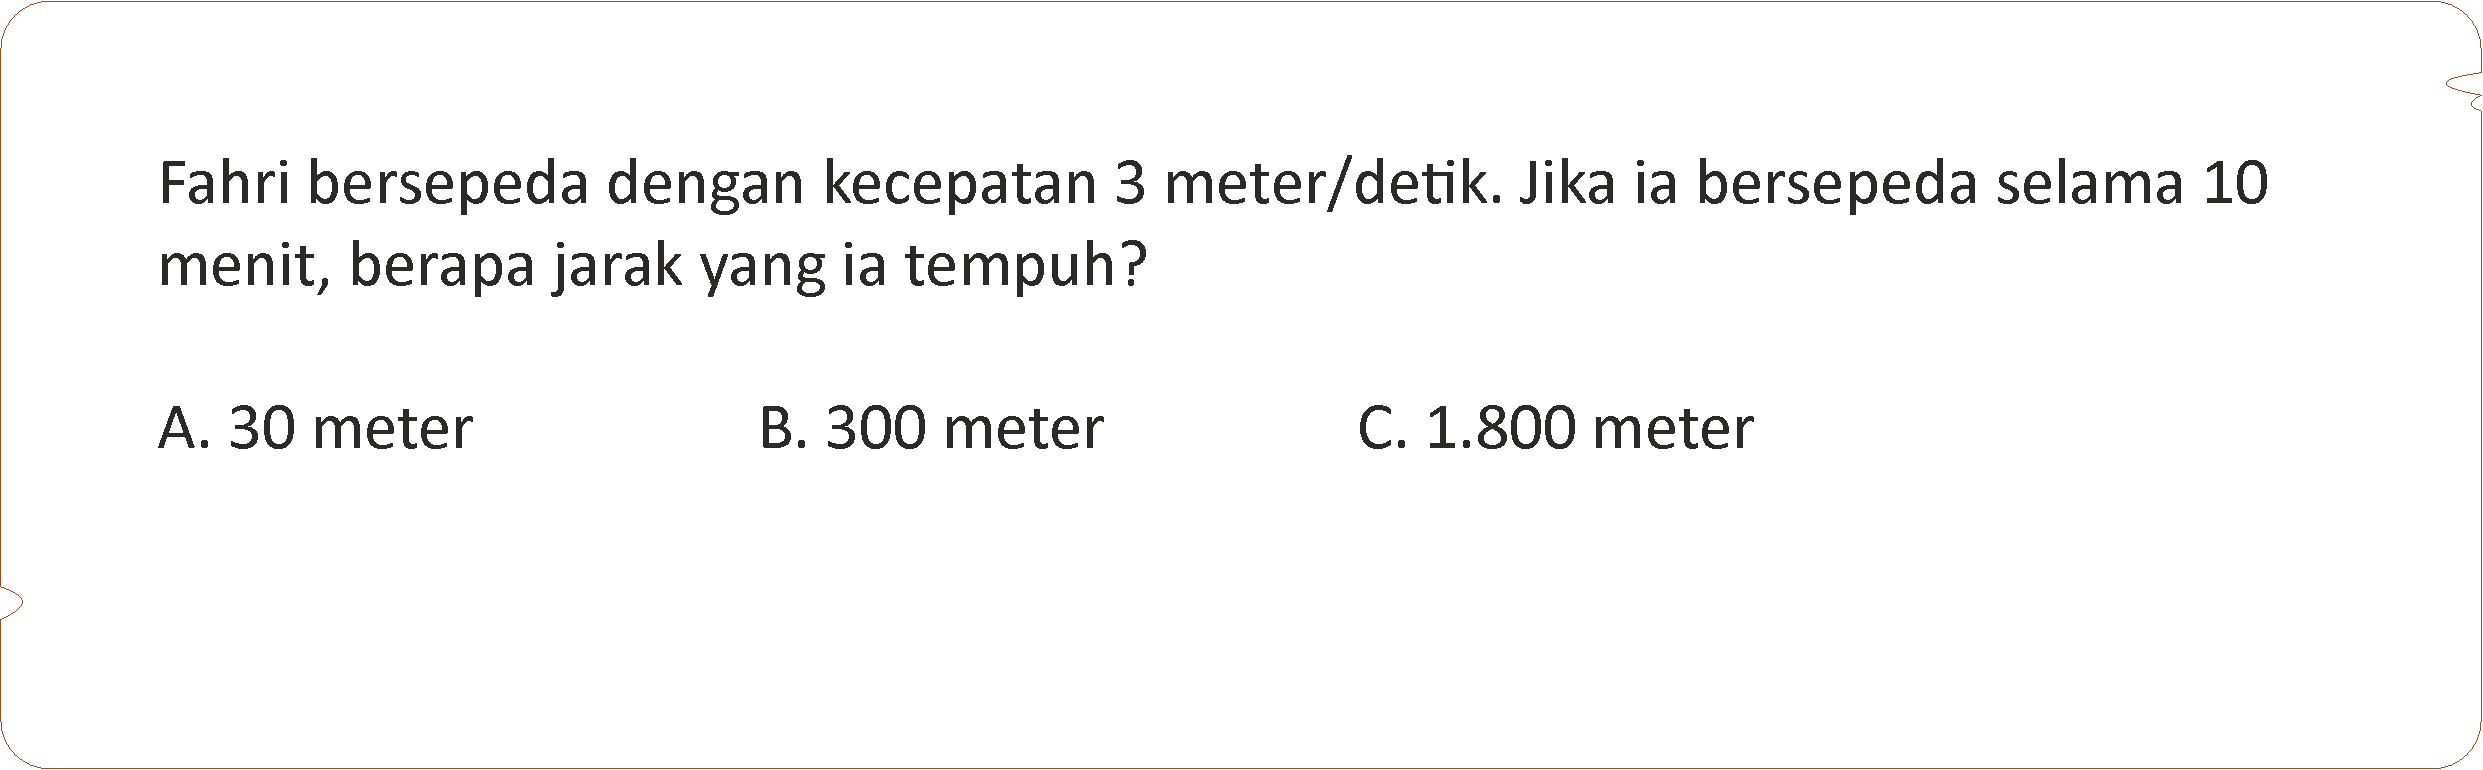 Fahri bersepeda dengan kecepatan 3 meter/detik. Jika ia bersepeda selama 10
menit, berapa jarak yang ia tempuh?
A. 30 meter B. 300 meter C. 1.800 meter